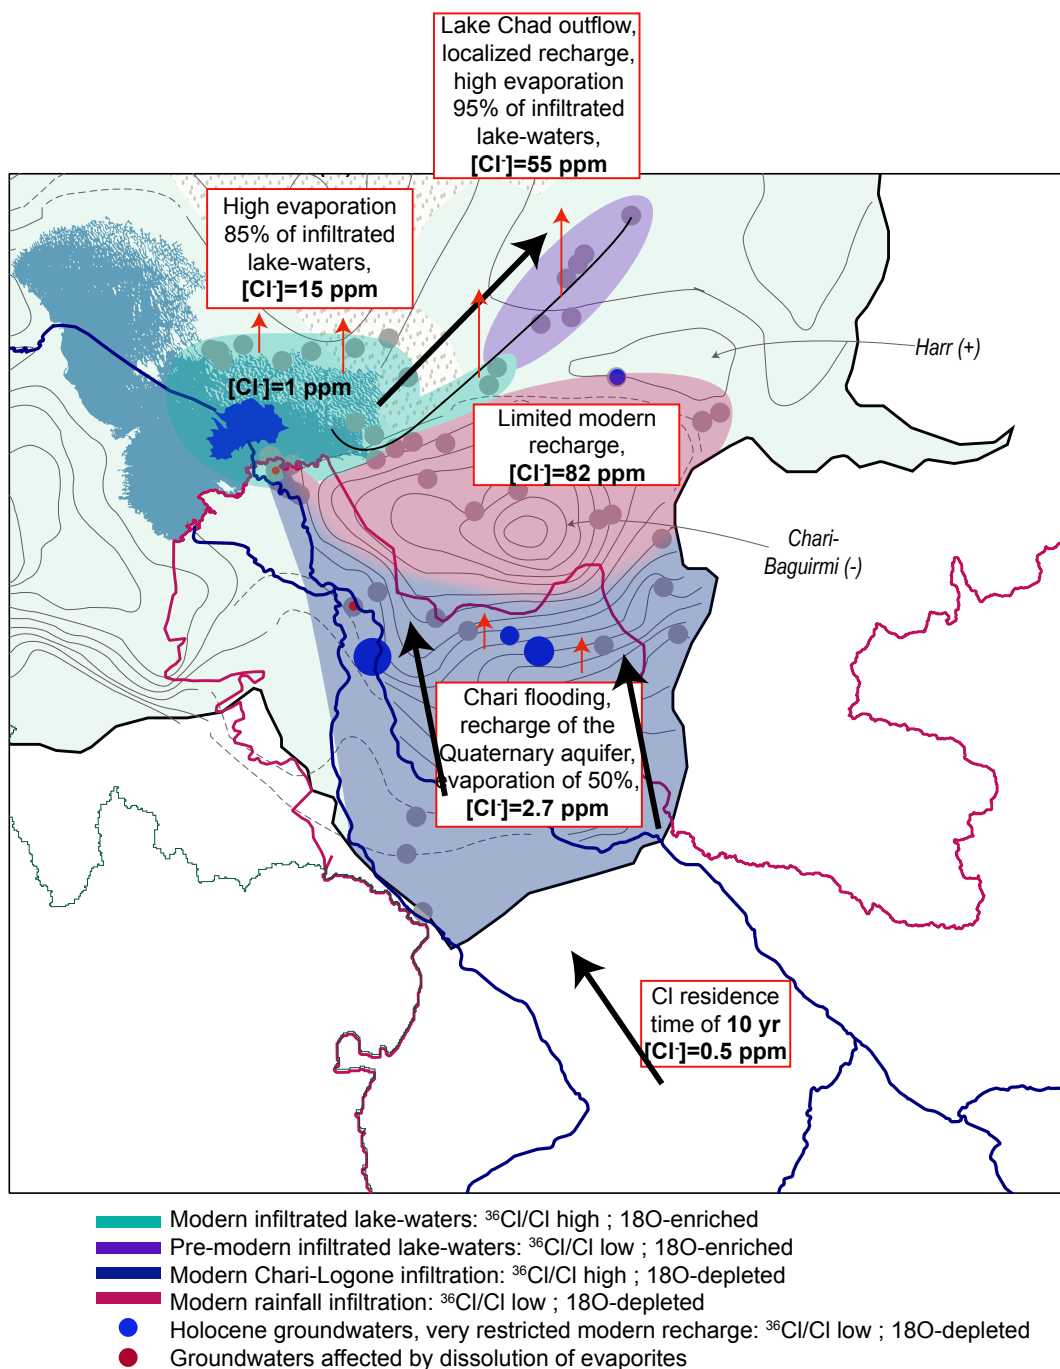 Lake Chad outflow,
localized recharge,
high evaporation
95% of infiltrated
lake-waters,
[Cl-]=55 ppm
High evaporation
85% of infiltrated
lake-waters,
[Cl-]=15 ppm
[Cl-]=1 ppm
Harr (+)
Limited modern
recharge,
[Cl-]=82 ppm
Chari-
Baguirmi (-)
Chari flooding,
recharge of the
Quaternary aquifer,
evaporation of 50%,
[Cl-]=2.7 ppm
Cl residence
time of 10 yr
[Cl-]=0.5 ppm
Modern infiltrated lake-waters: 36Cl/Cl high ; 18O-enriched
Pre-modern infiltrated lake-waters: 36Cl/Cl low ; 18O-enriched
Modern Chari-Logone infiltration: 36Cl/Cl high ; 18O-depleted
Modern rainfall infiltration: 36Cl/Cl low ; 18O-depleted
Holocene groundwaters, very restricted modern recharge: 36Cl/Cl low ; 18O-depleted
Groundwaters affected by dissolution of evaporites